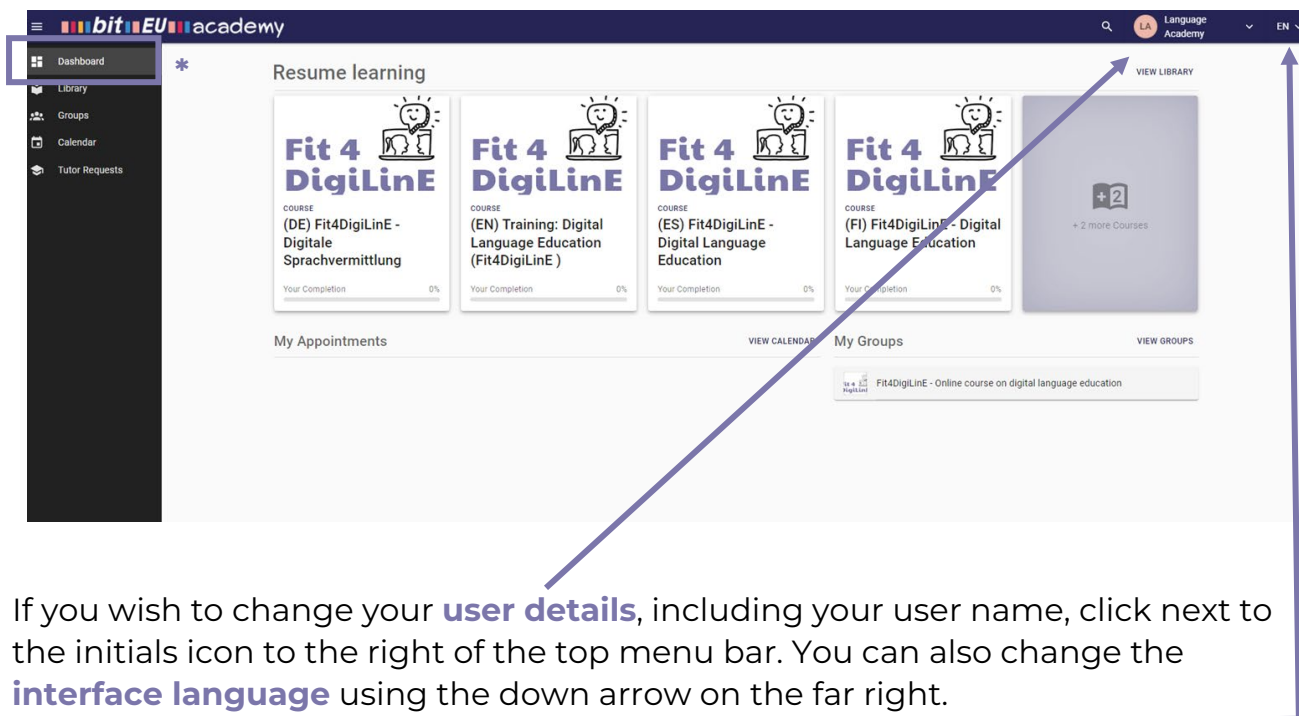 bit EU academy
Language
Academy
EN
Dashboard
*
Library
Groups
Calendar
Tutor Requests
Resume learning
VIEW LIBRARY
Fit 4
DigiLinE
COURSE
(DE) Fit4DigiLinE -
Digitale
Sprachvermittlung
Your Completion 0%
Fit 4
DigiLinE
COURSE
(EN) Training: Digital
Language Education
(Fit4DigiLinE )
Your Completion 0%
Fit 4
DigiLinE
COURSE
(ES) Fit4DigiLinE -
Digital Language
Education
Your Completion 0%
Fit 4
DigiLinE
COURSE
(FI) Fit4DigiLinE - Digital
Language Education
Your Completion 0%
+2
+ 2 more Courses
My Appointments
VIEW CALENDAR
My Groups
VIEW GROUPS
Fit 4
DigiLinE
Fit4DigiLinE - Online course on digital language education
LA
If you wish to change your user details, including your user name, click next to
the initials icon to the right of the top menu bar. You can also change the
interface language using the down arrow on the far right.